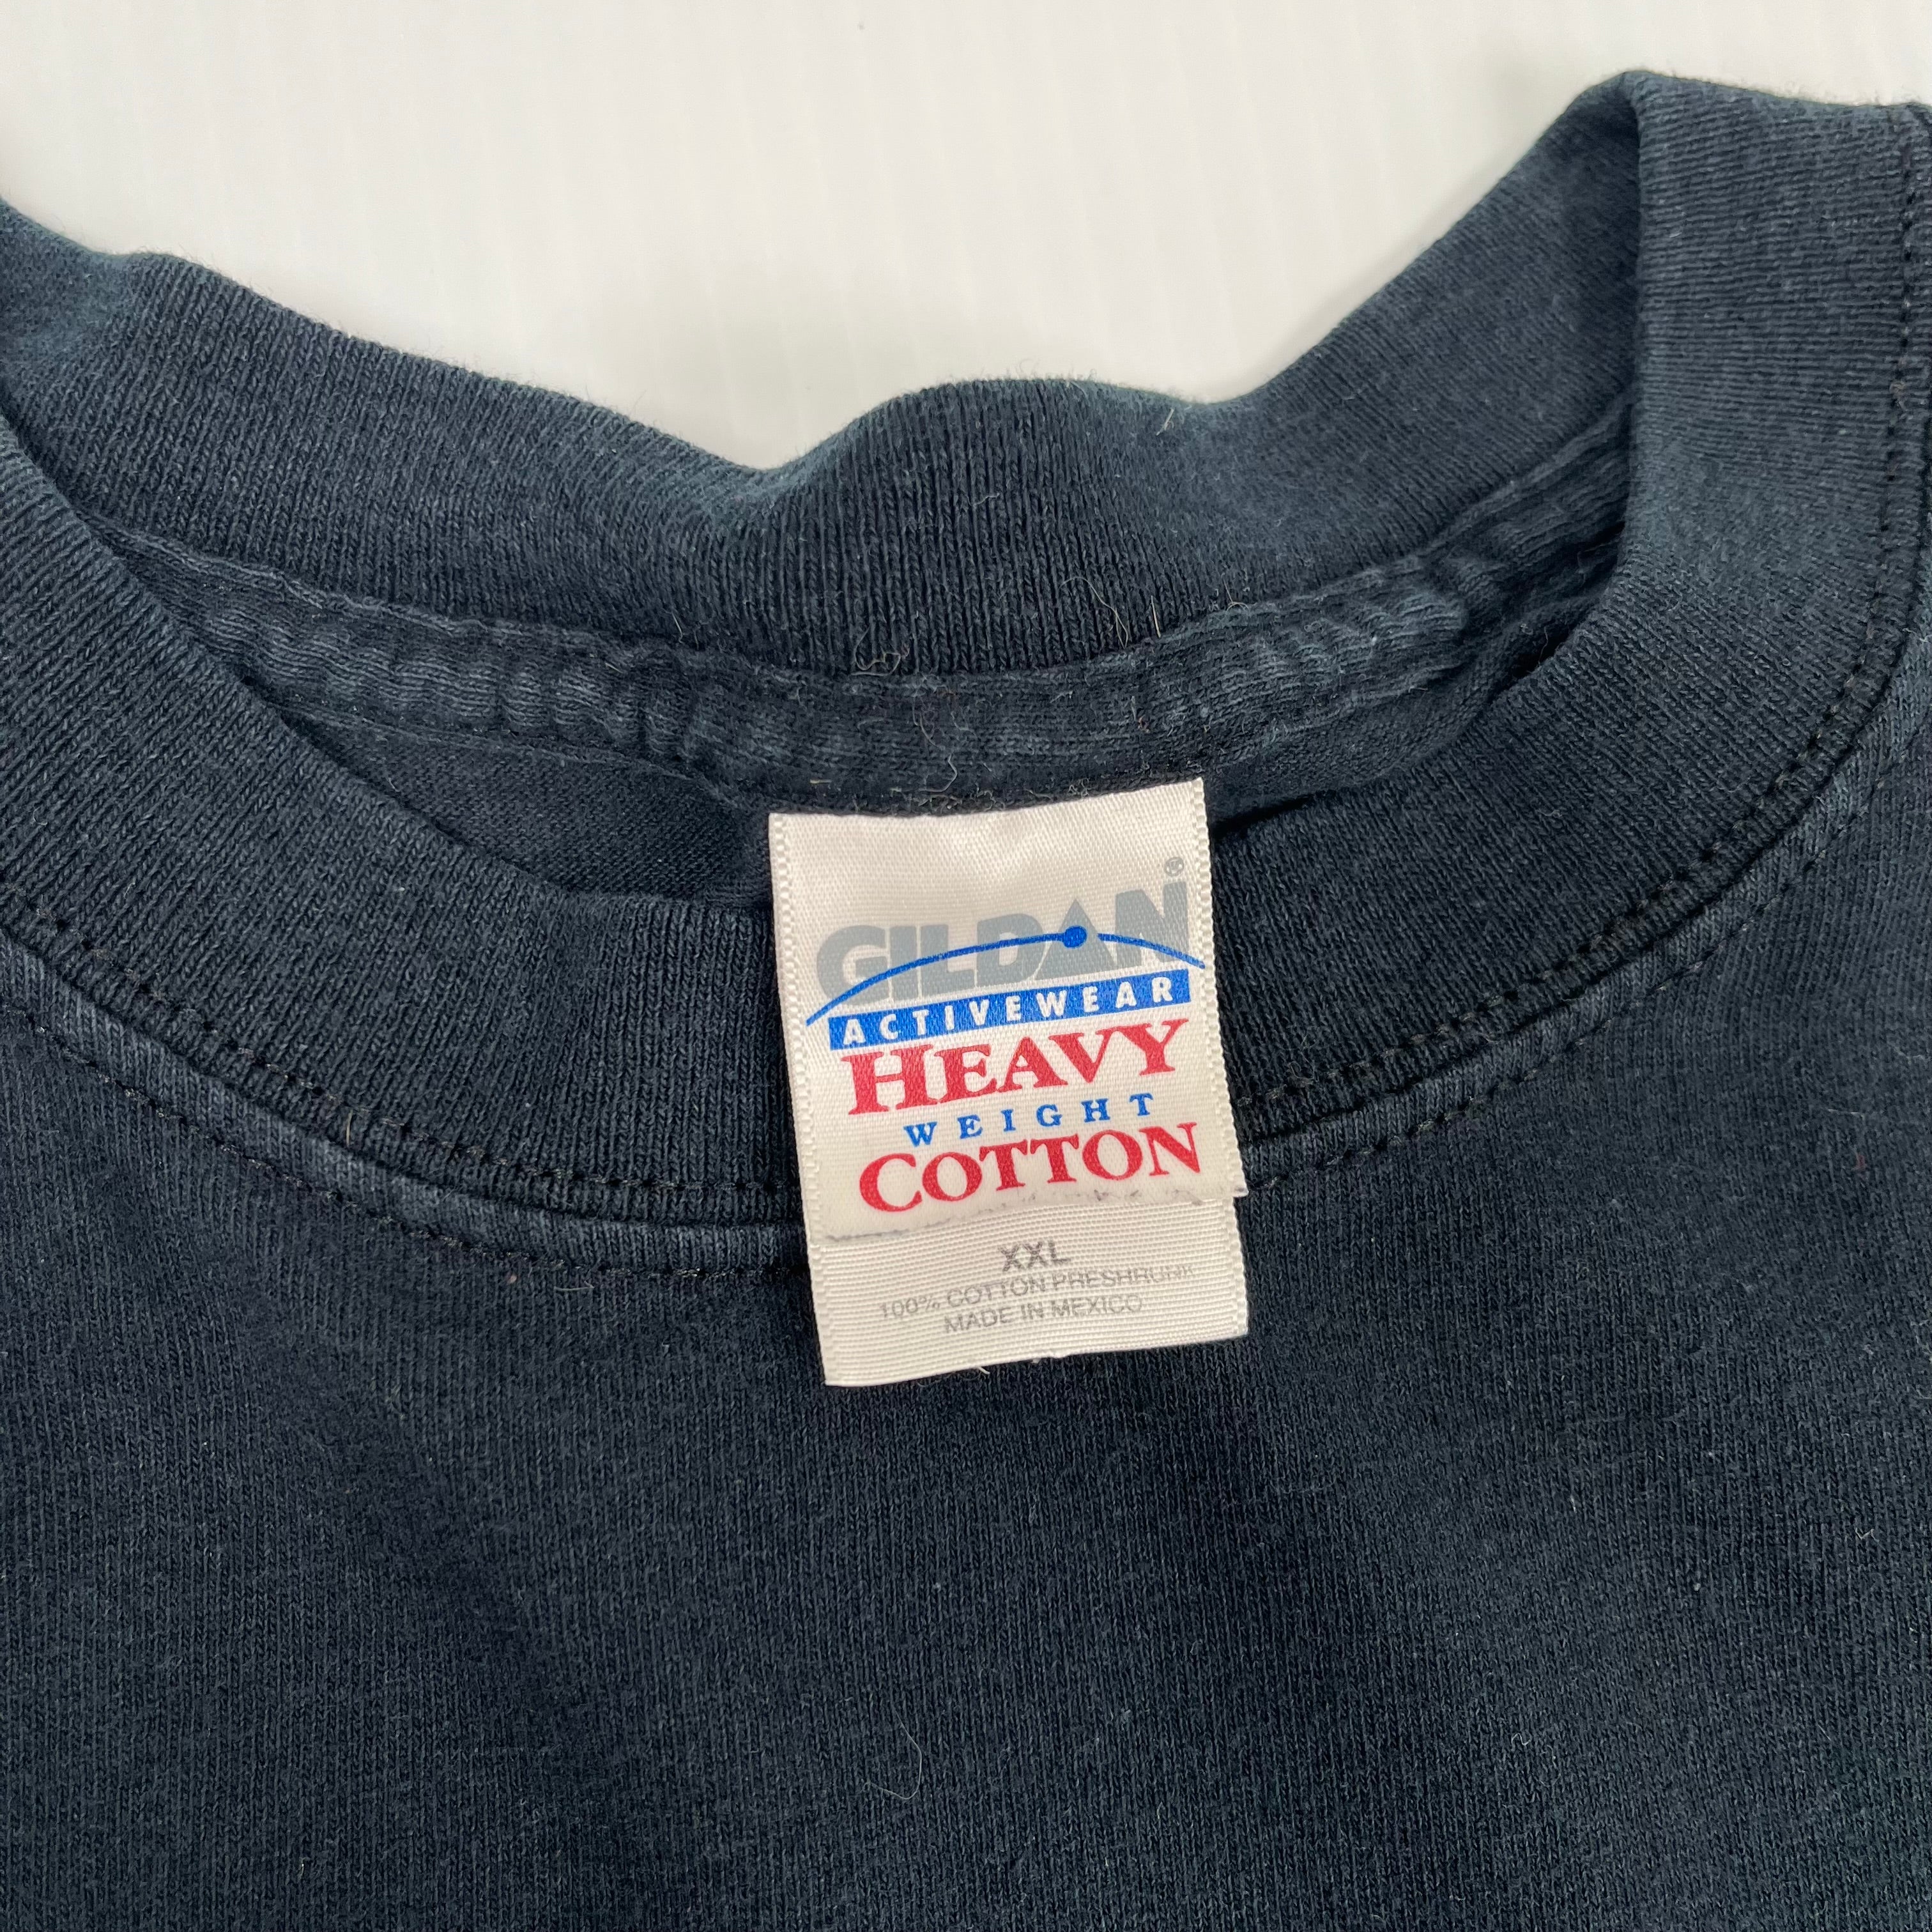 GILDAN®
ACTIVEWEAR
HEAVY
WEIGHT
COTTON
XXL
100% COTTON PRESHRUNK
MADE IN MEXICO